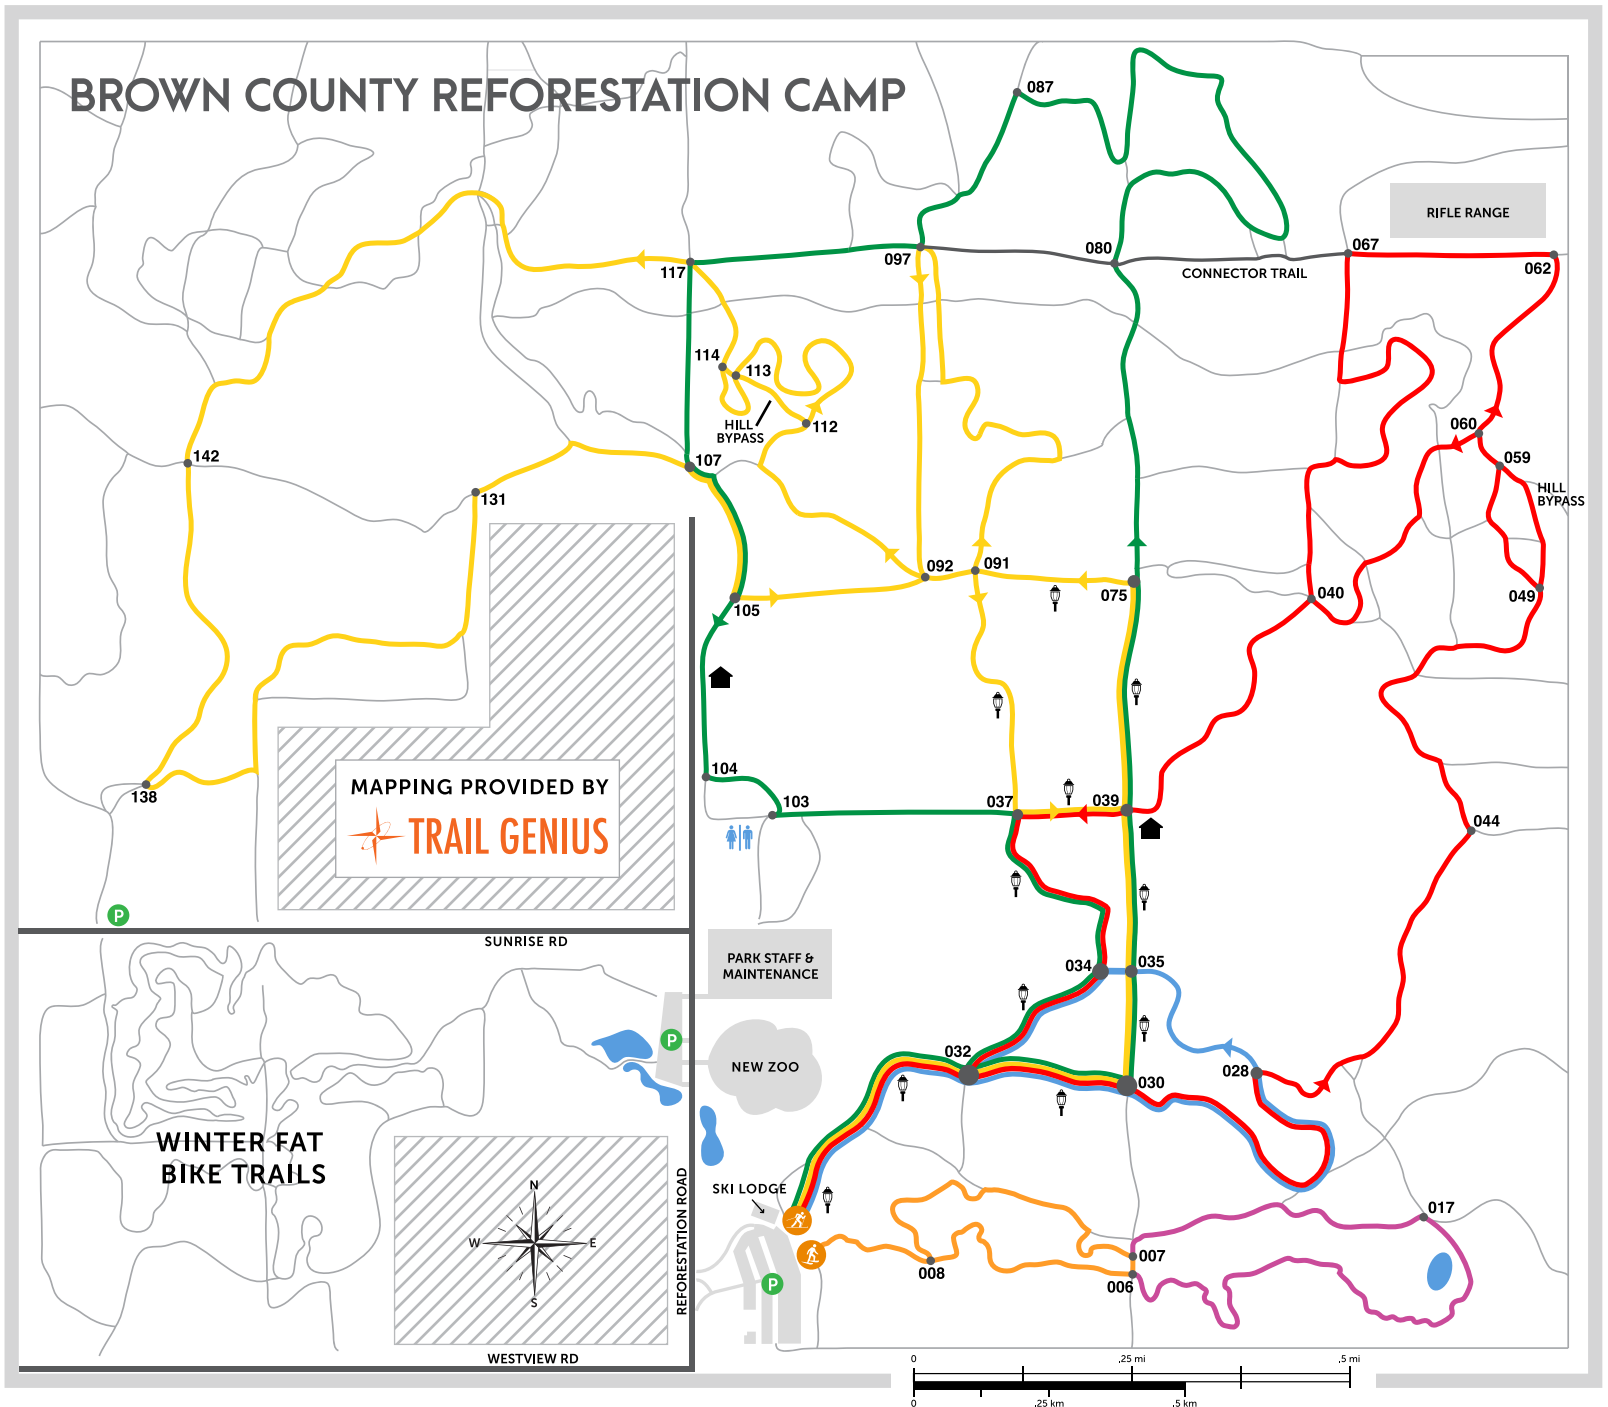 BROWN COUNTY REFORESTATION CAMP
087
RIFLE RANGE
067
080
097
117
062
CONNECTOR TRAIL
114
113
112
HILL
BYPASS
060
059
HILL
BYPASS
142
107
131
092
091
075
105
040
049
104
103
037
039
138
044
MAPPING PROVIDED BY
TRAIL GENIUS
P
SUNRISE RD
PARK STAFF &
MAINTENANCE
034
035
P
NEW ZOO
032
030
028
WINTER FAT
BIKE TRAILS
N
W
E
S
REFORESTATION ROAD
SKI LODGE
P
017
007
008
006
WESTVIEW RD
0
.25 mi
.5 mi
0
.25 km
.5 km